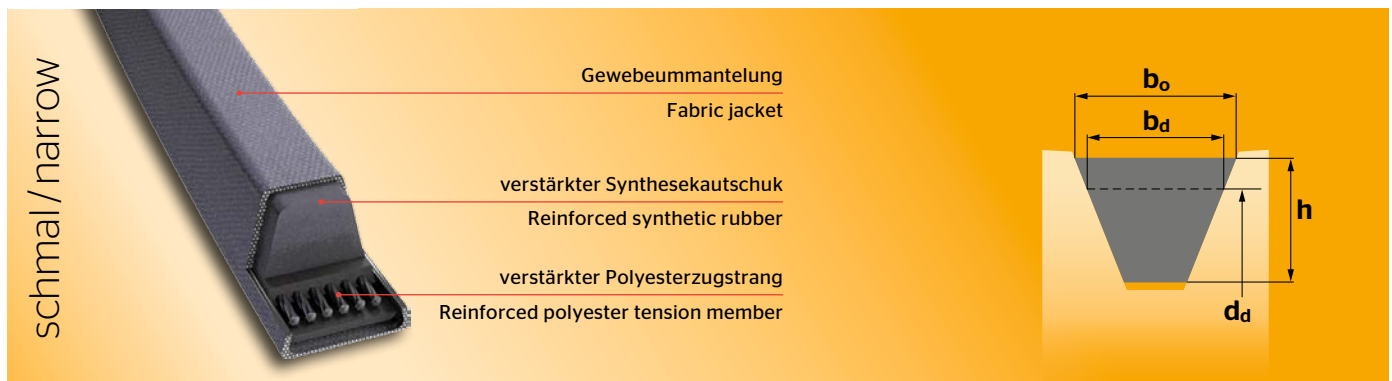 schmal / narrow
Gewebeummantelung
Fabric jacket
verstärkter Synthesekautschuk
Reinforced synthetic rubber
verstärkter Polyesterzugstrang
Reinforced polyester tension member
bo
bd
h
dd